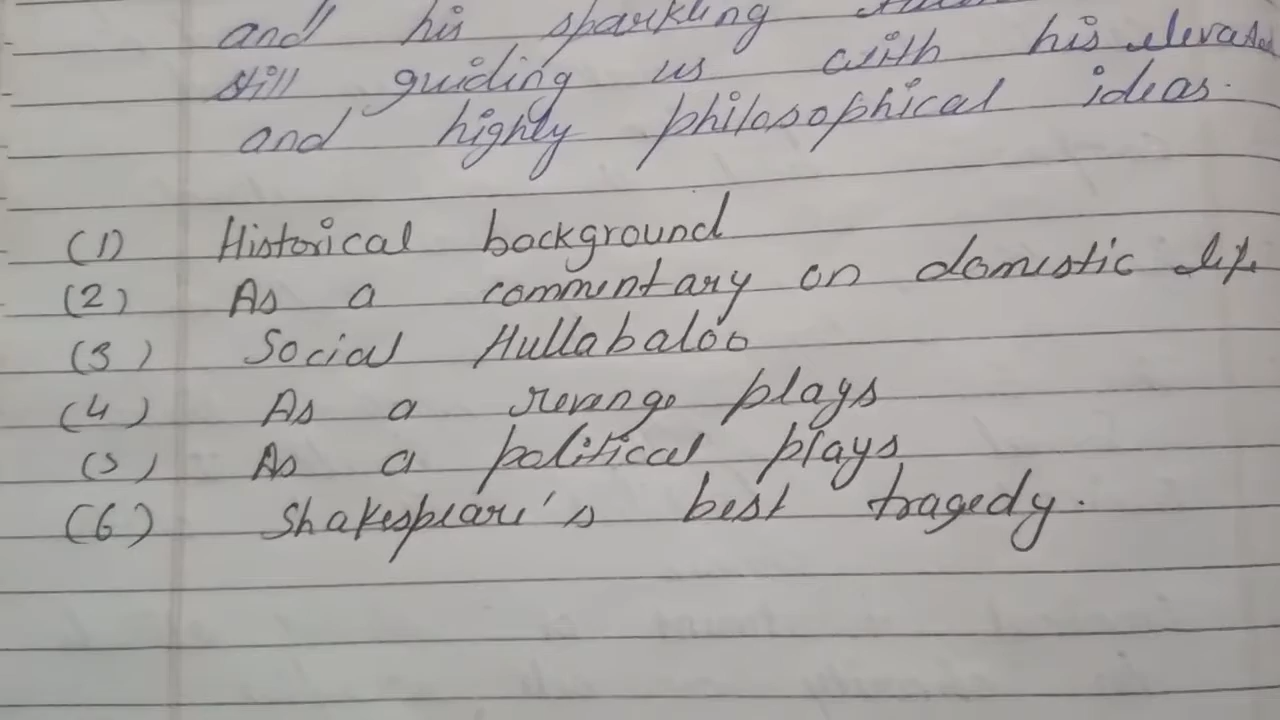 and his sparkling
still guiding us with his
and highly philosophical ideas.
(1) Historical background
(2) As a commentary on domestic life
(3) Social Hullabaloo
(4) As a revenge plays
(5) As a political plays
(6) Shakespeare's best tragedy.